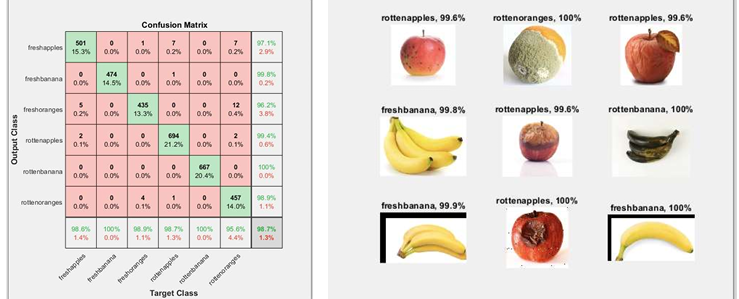 Confusion Matrix
Output Class
freshapples 501 0 1 7 0 7 97.1%
15.3% 0.0% 0.0% 0.2% 0.0% 0.2% 2.9%
freshbanana 0 474 0 1 0 0 99.8%
0.0% 14.5% 0.0% 0.0% 0.0% 0.0% 0.2%
freshoranges 5 0 435 0 0 12 96.2%
0.2% 0.0% 13.3% 0.0% 0.0% 0.4% 3.8%
rottenapples 2 0 0 694 0 2 99.4%
0.1% 0.0% 0.0% 21.2% 0.0% 0.1% 0.6%
rottenbanana 0 0 0 0 667 0 100%
0.0% 0.0% 0.0% 0.0% 20.4% 0.0% 0.0%
rottenoranges 0 0 4 1 0 457 98.9%
0.0% 0.0% 0.1% 0.0% 0.0% 14.0% 1.1%
98.6% 100% 98.9% 98.7% 100% 95.6% 98.7%
1.4% 0.0% 1.1% 1.3% 0.0% 4.4% 1.3%
freshapples freshbanana freshoranges rottenapples rottenbanana rottenoranges
Target Class
rottenapples, 99.6% rottenoranges, 100% rottenapples, 99.6%
freshbanana, 99.8% rottenapples, 99.6% rottenbanana, 100%
freshbanana, 99.9% rottenapples, 100% freshbanana, 100%